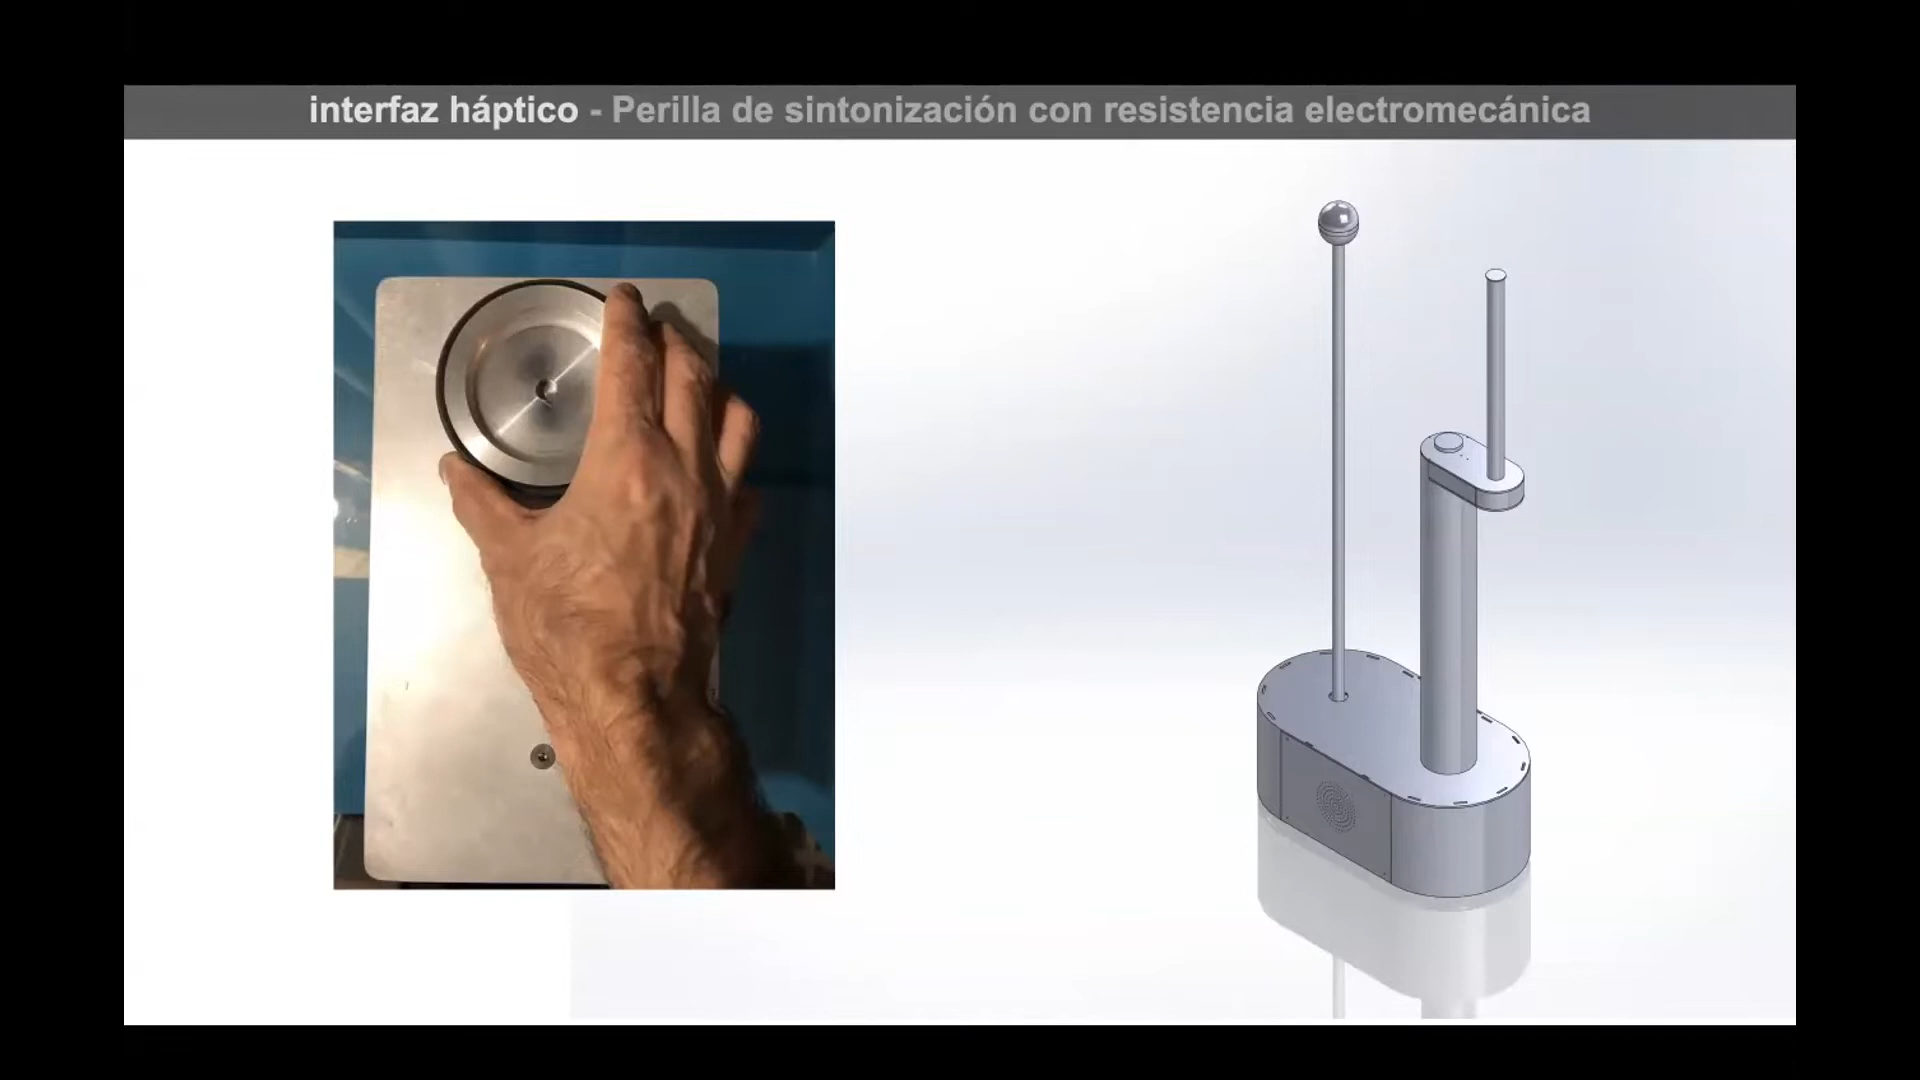 interfaz háptico - Perilla de sintonización con resistencia electromecánica